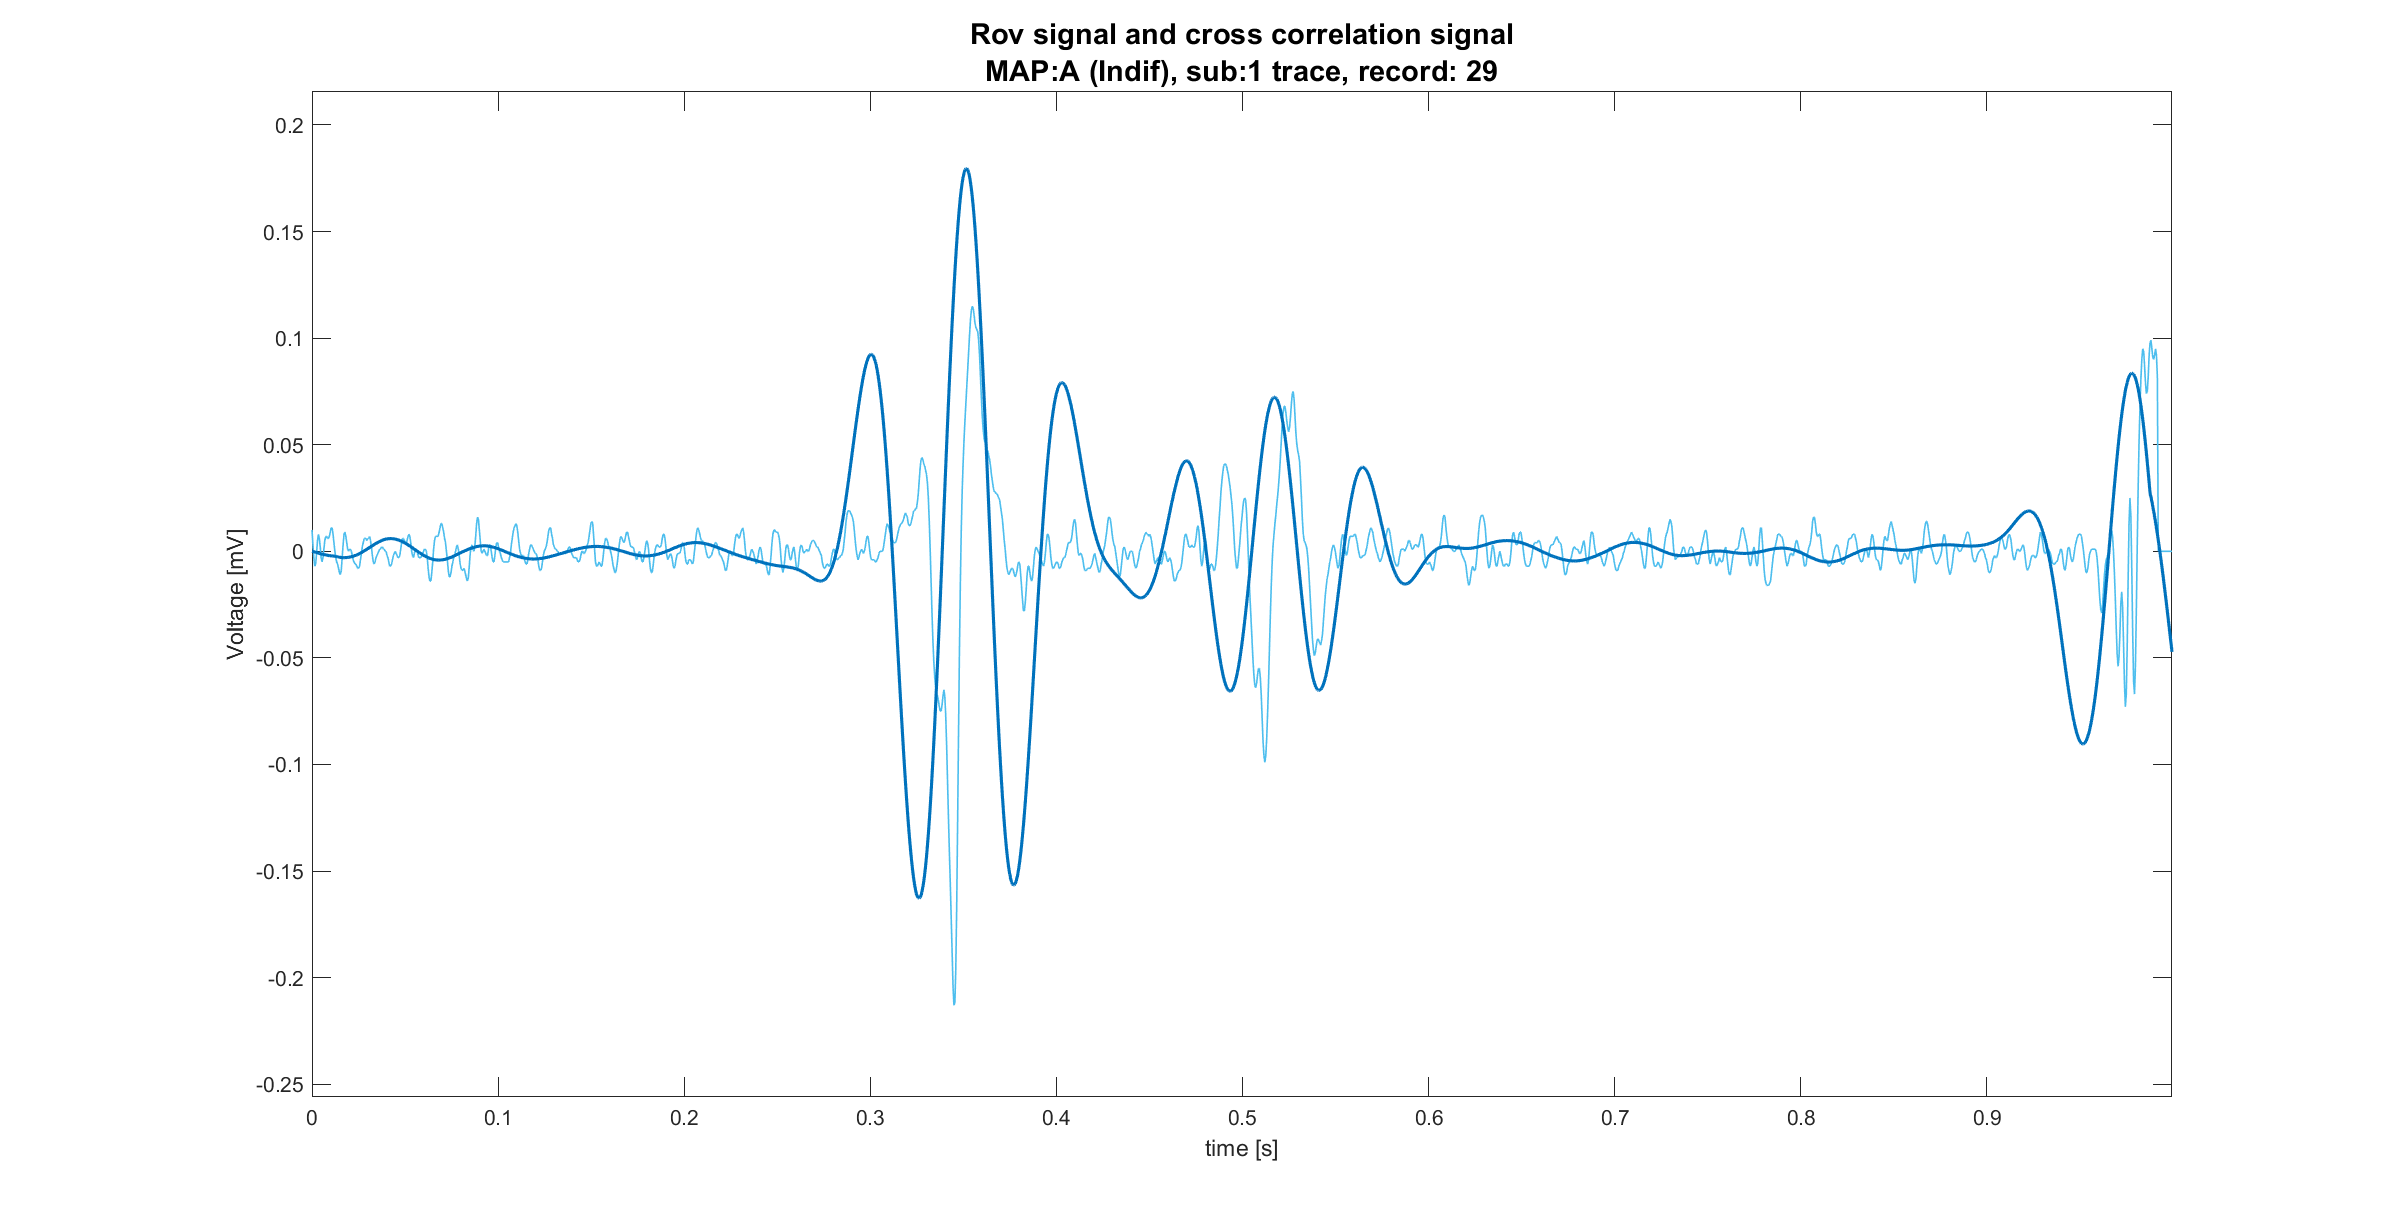 Rov signal and cross correlation signal
MAP:A (Indif), sub:1 trace, record: 29
0.2
0.15
0.1
0.05
0
-0.05
-0.1
-0.15
-0.2
-0.25
Voltage [mV]
0 0.1 0.2 0.3 0.4 0.5 0.6 0.7 0.8 0.9
time [s]